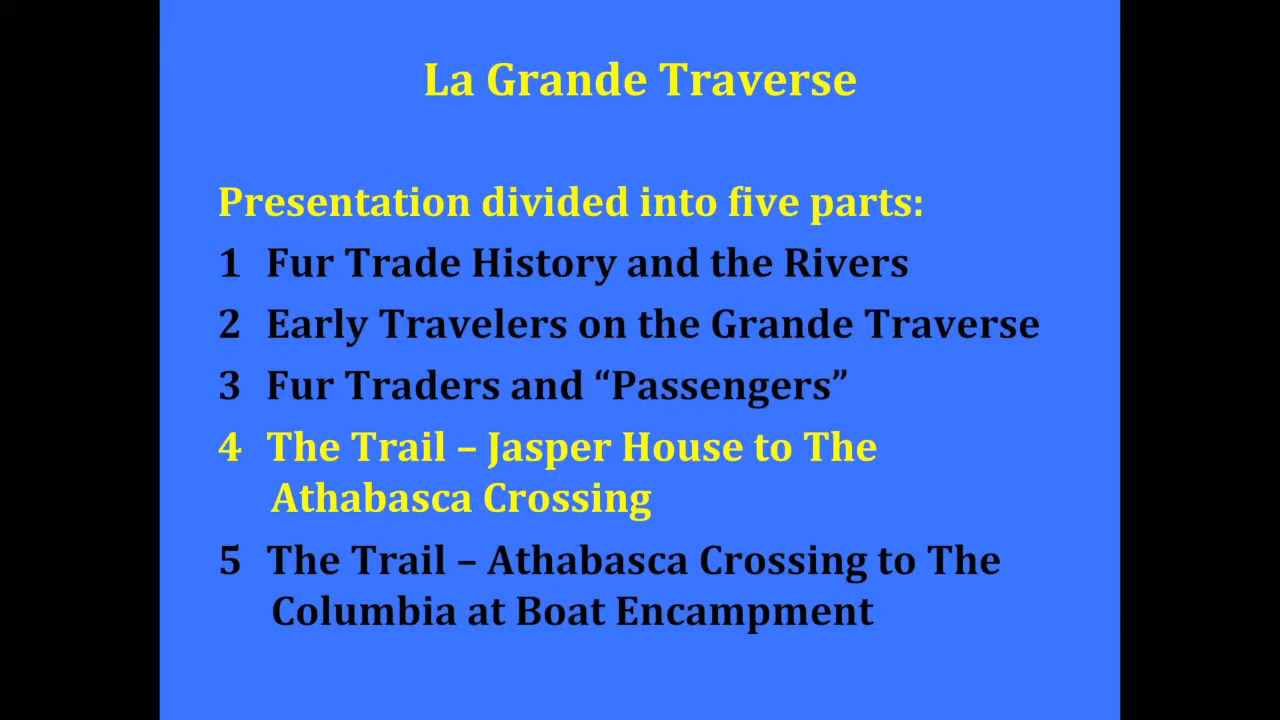 La Grande Traverse
Presentation divided into five parts:
1 Fur Trade History and the Rivers
2 Early Travelers on the Grande Traverse
3 Fur Traders and “Passengers”
4 The Trail – Jasper House to The
Athabasca Crossing
5 The Trail – Athabasca Crossing to The
Columbia at Boat Encampment